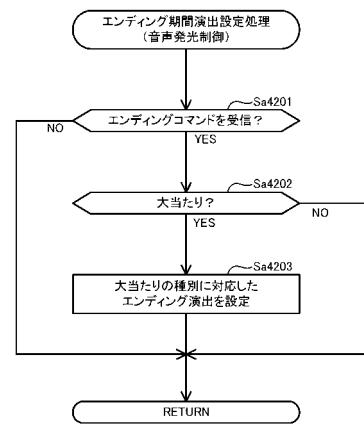 エンディング期間演出設定処理
(音声発光制御)
Sa4201
エンディングコマンドを受信?
NO
YES
Sa4202
大当たり?
NO
YES
Sa4203
大当たりの種別に対応した
エンディング演出を設定
RETURN